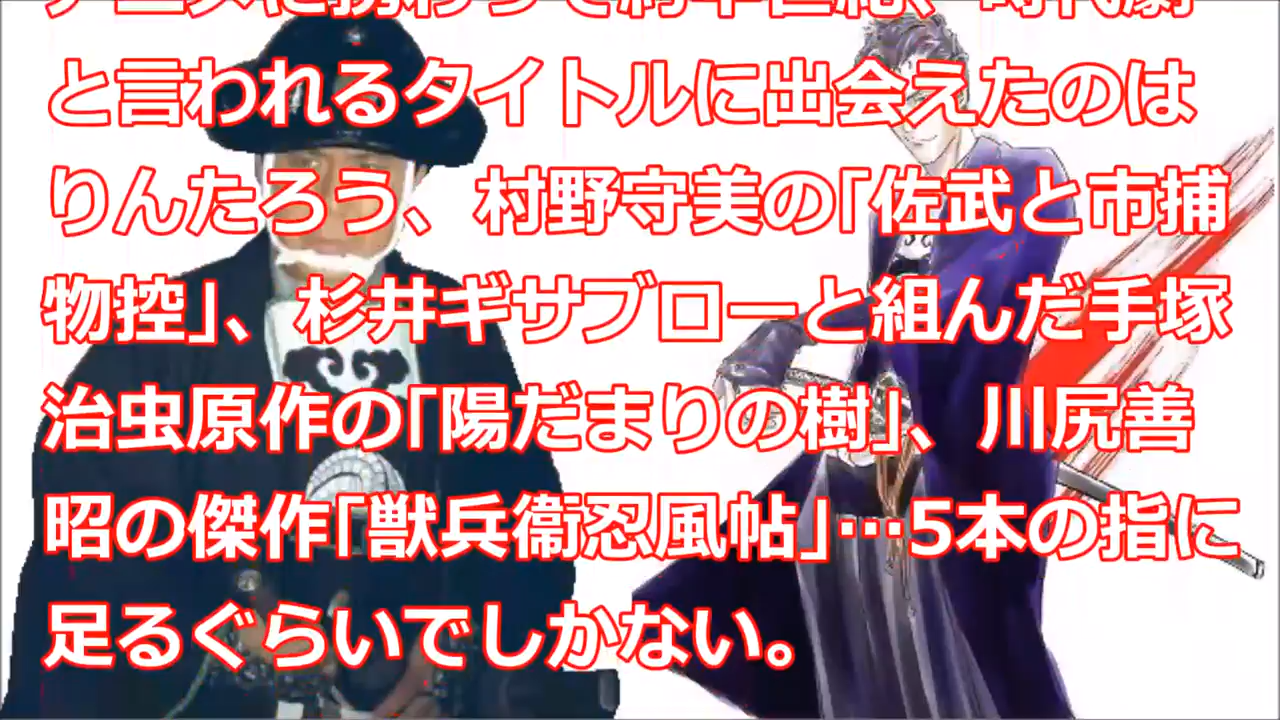 と言われるタイトルに出会えたのは
りんたろう、村野守美の「佐武と市捕
物控」、杉井ギサブローと組んだ手塚
治虫原作の「陽だまりの樹」、川尻善
昭の傑作「獣兵衛忍風帖」…5本の指に
足るぐらいでしかない。